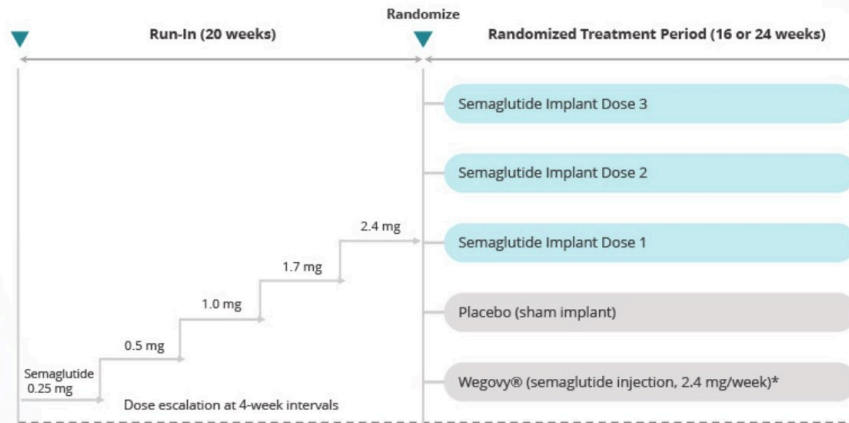 Randomize
Run-In (20 weeks)
Randomized Treatment Period (16 or 24 weeks)
Semaglutide Implant Dose 3
Semaglutide Implant Dose 2
Semaglutide Implant Dose 1
Placebo (sham implant)
Wegovy® (semaglutide injection, 2.4 mg/week)*
2.4 mg
1.7 mg
1.0 mg
0.5 mg
Semaglutide
0.25 mg
Dose escalation at 4-week intervals